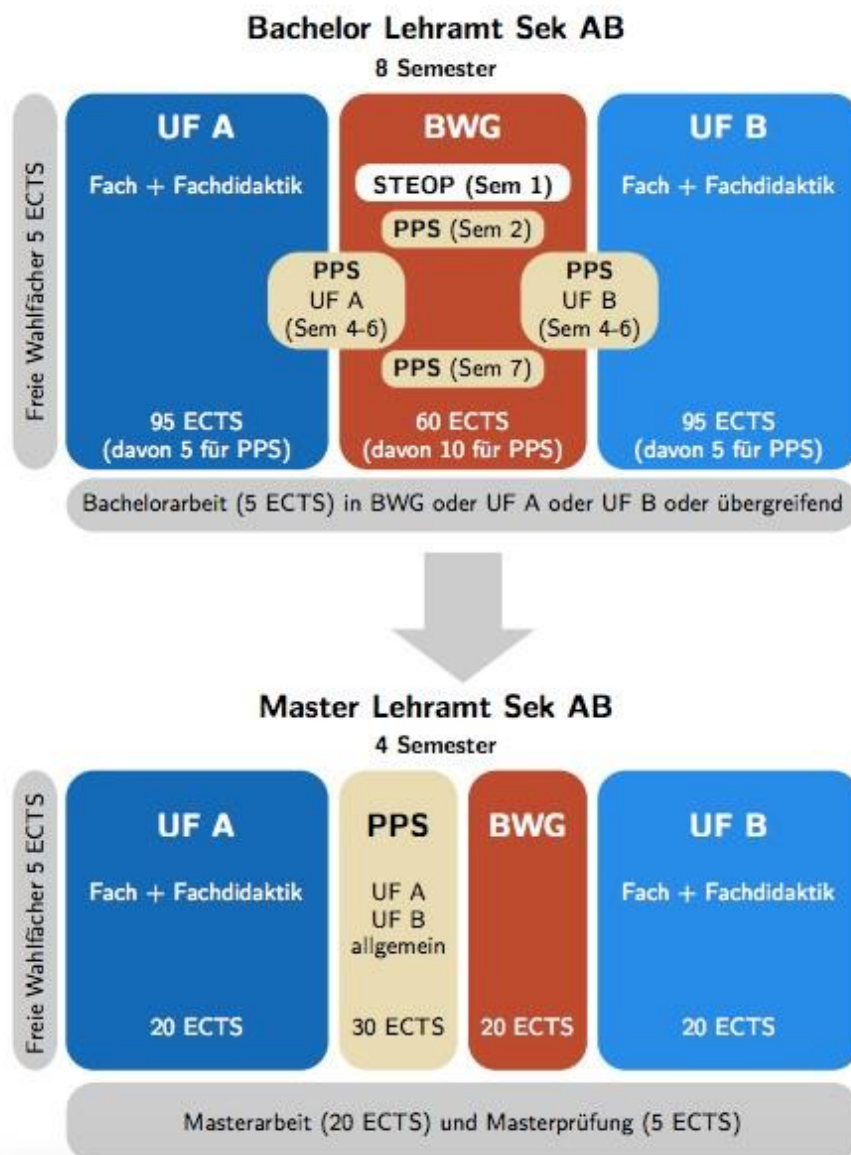 Bachelor Lehramt Sek AB
8 Semester
Freie Wahlfächer 5 ECTS
UF A
Fach + Fachdidaktik
95 ECTS
(davon 5 für PPS)
BWG
STEOP (Sem 1)
PPS (Sem 2)
PPS
UF A
(Sem 4-6)
PPS
UF B
(Sem 4-6)
PPS (Sem 7)
60 ECTS
(davon 10 für PPS)
UF B
Fach + Fachdidaktik
95 ECTS
(davon 5 für PPS)
Bachelorarbeit (5 ECTS) in BWG oder UF A oder UF B oder übergreifend
Master Lehramt Sek AB
4 Semester
Freie Wahlfächer 5 ECTS
UF A
Fach + Fachdidaktik
20 ECTS
PPS
UF A
UF B
allgemein
30 ECTS
BWG
20 ECTS
UF B
Fach + Fachdidaktik
20 ECTS
Masterarbeit (20 ECTS) und Masterprüfung (5 ECTS)